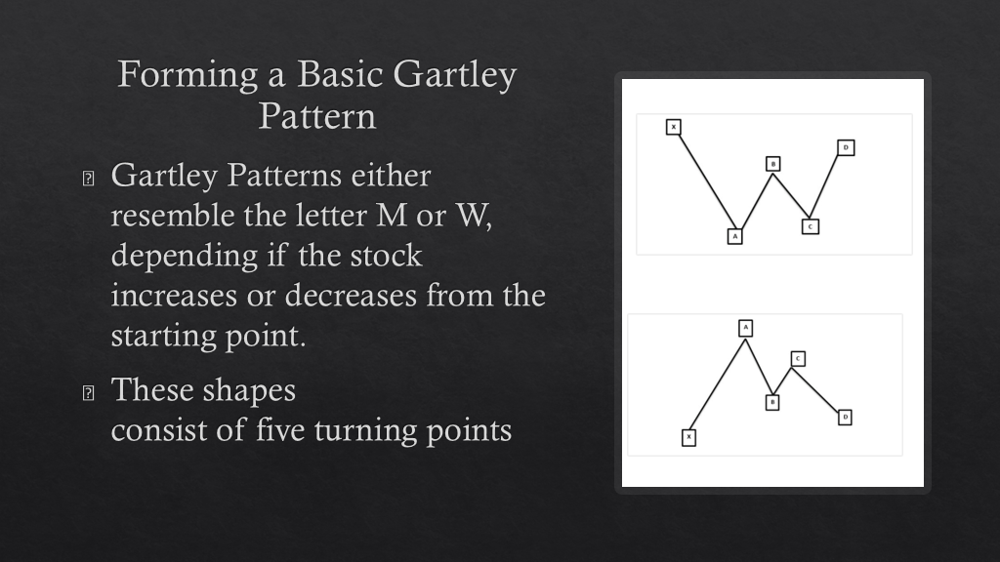 Forming a Basic Gartley
Pattern
Gartley Patterns either
resemble the letter M or W,
depending if the stock
increases or decreases from the
starting point.
These shapes
consist of five turning points
X
D
B
C
A
A
C
B
D
X